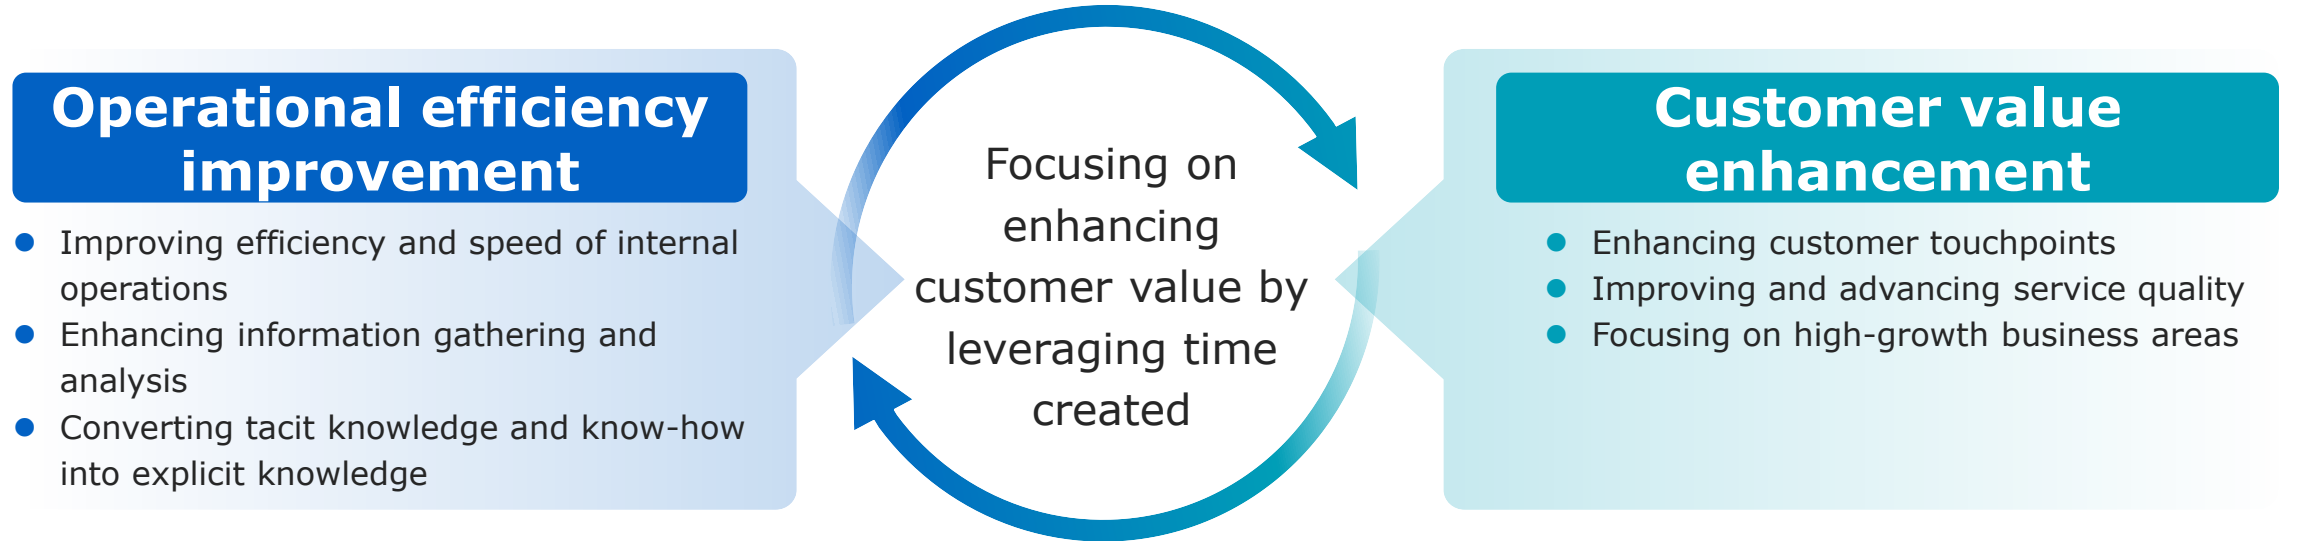 Operational efficiency
improvement
● Improving efficiency and speed of internal
operations
● Enhancing information gathering and
analysis
● Converting tacit knowledge and know-how
into explicit knowledge
Focusing on
enhancing
customer value by
leveraging time
created
Customer value
enhancement
● Enhancing customer touchpoints
● Improving and advancing service quality
● Focusing on high-growth business areas